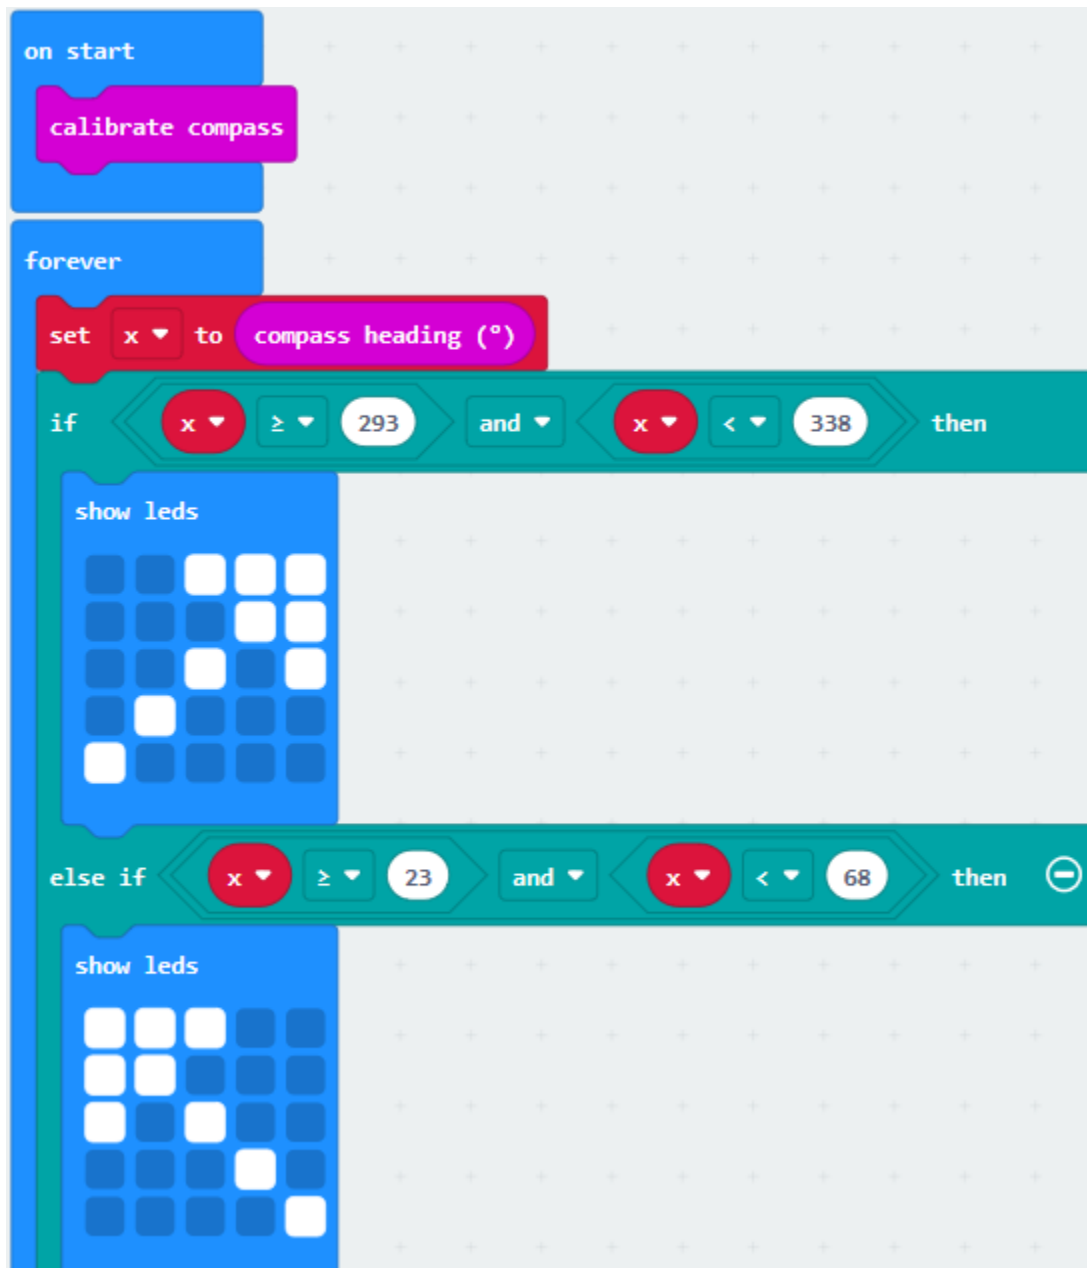 on start
calibrate compass
forever
set x to compass heading (°)
if x ≥ 293 and x < 338 then
show leds
else if x ≥ 23 and x < 68 then
show leds